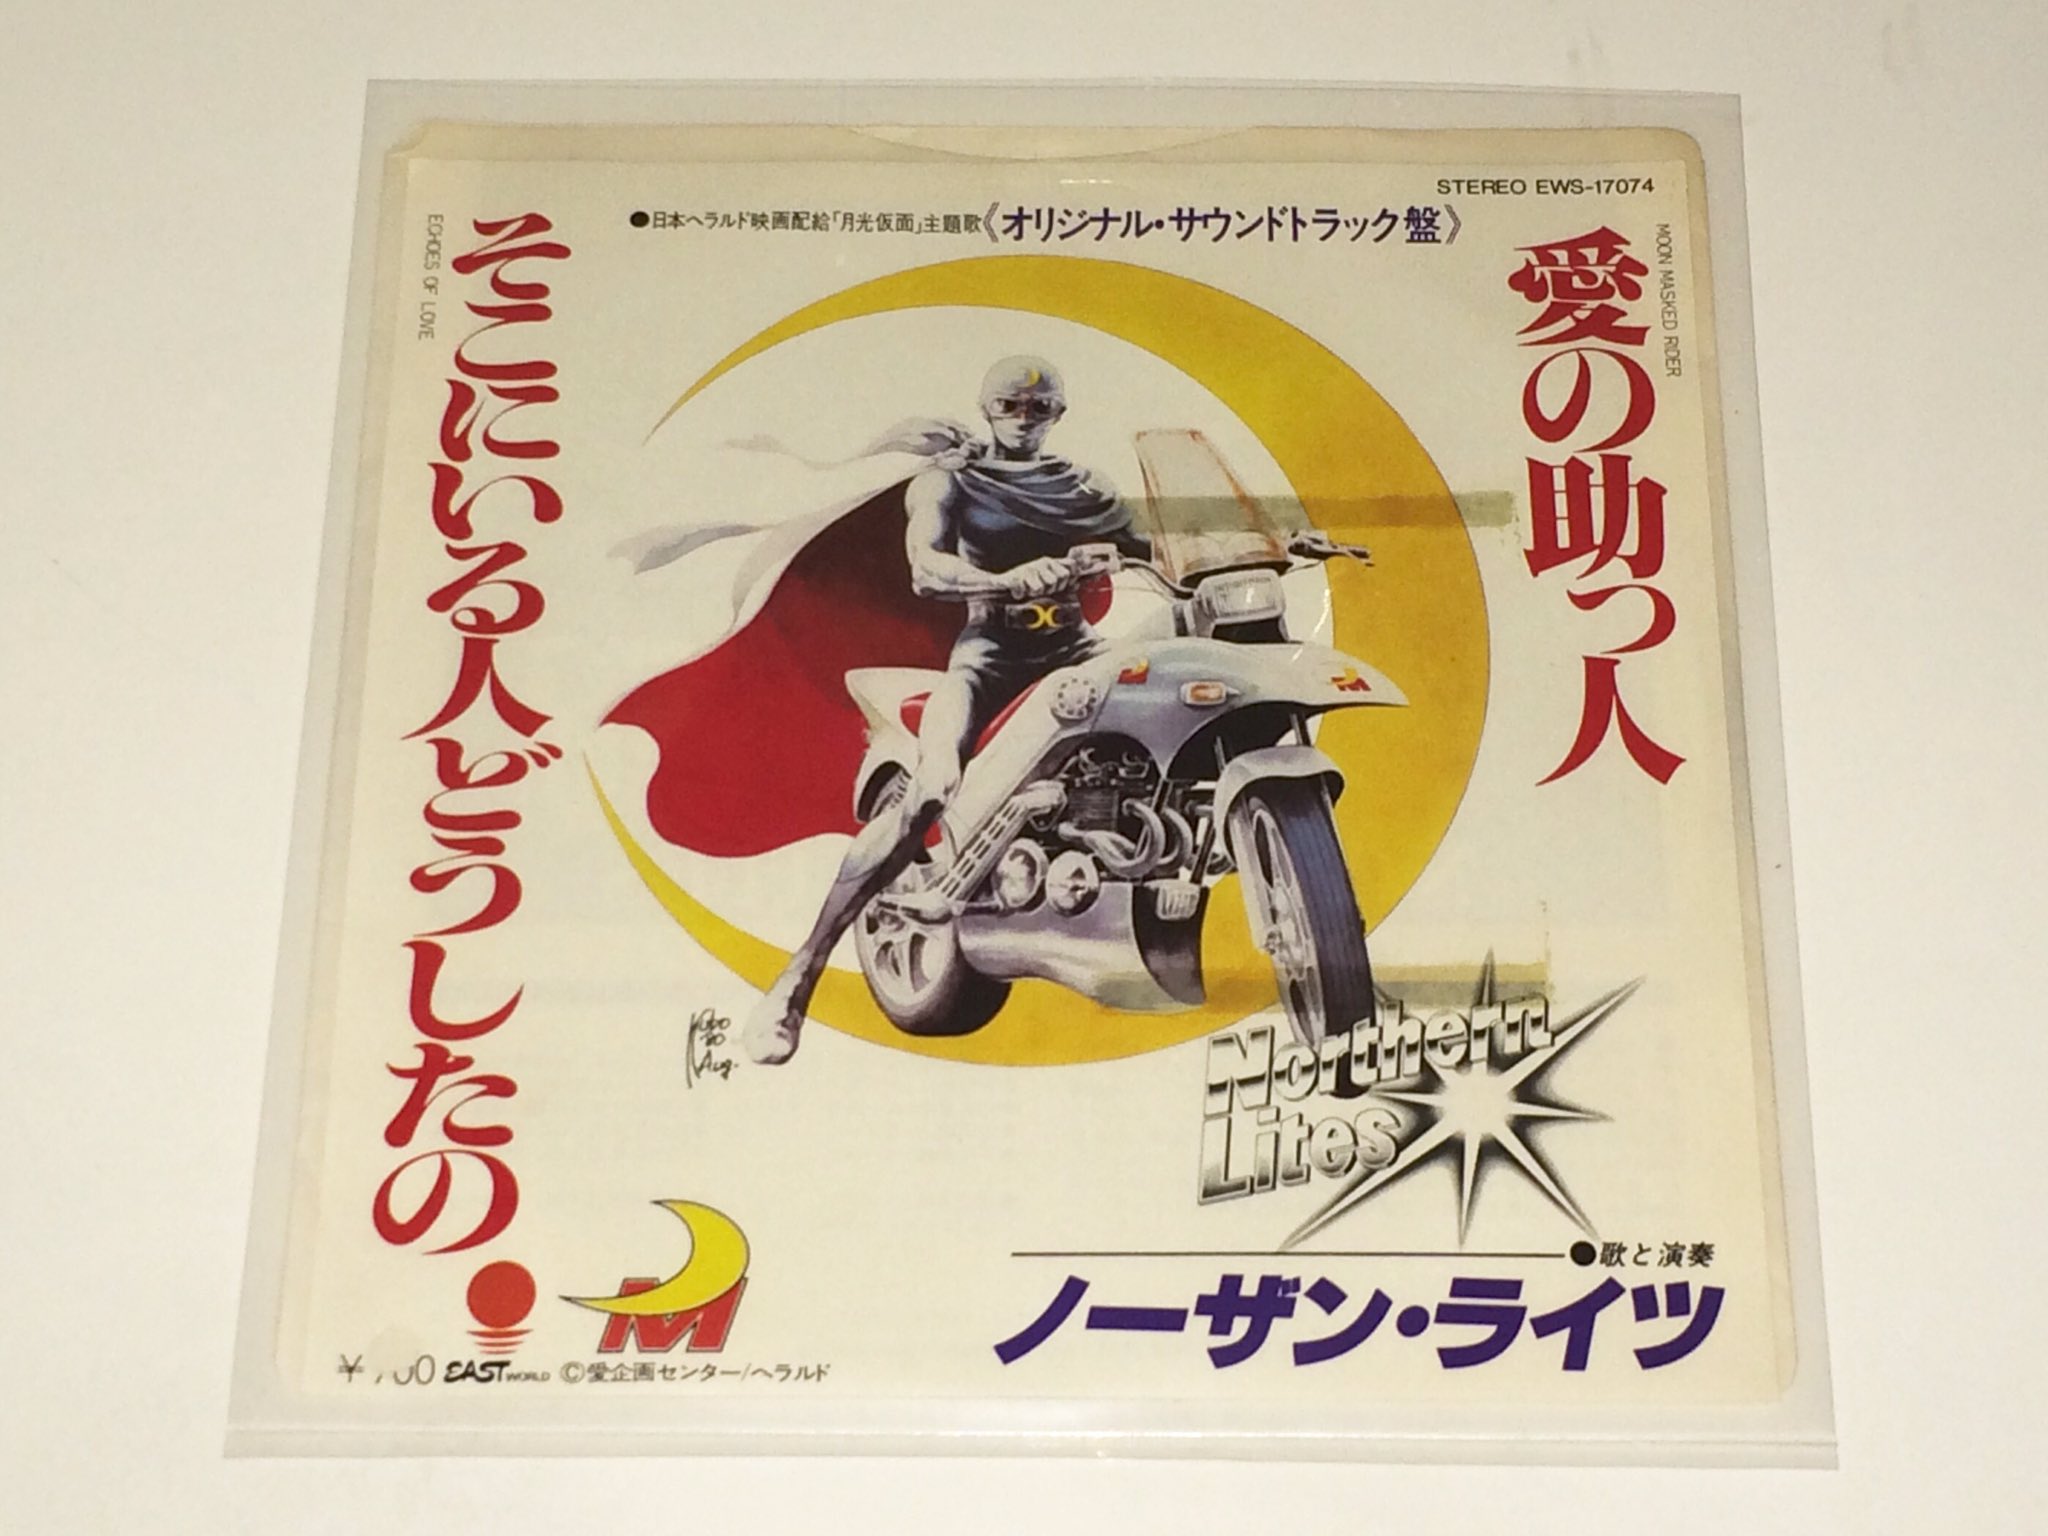 STEREO EWS-17074
●日本ヘラルド映画配給「月光仮面」主題歌《オリジナル・サウンドトラック盤》
愛の助っ人
MOON MASKED RIDER
そこにいる人どうしたの
ECHOES OF LOVE
Kubo
80
Aug.
Northern
Lites
●歌と演奏
ノーザン・ライツ
M
EAST WORLD ©愛企画センター/ヘラルド